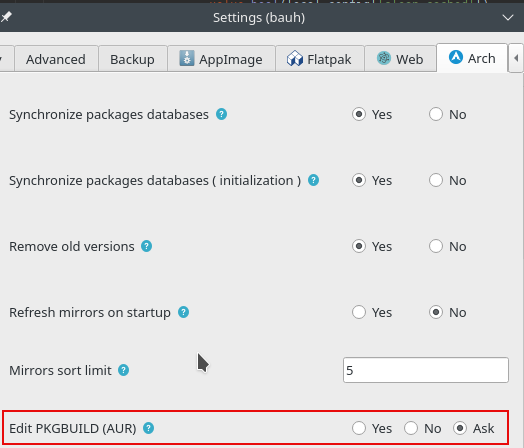 Settings (bauh)
Advanced Backup AppImage Flatpak Web Arch
Synchronize packages databases ? Yes No
Synchronize packages databases ( initialization ) ? Yes No
Remove old versions ? Yes No
Refresh mirrors on startup ? Yes No
Mirrors sort limit ? 5
Edit PKGBUILD (AUR) ? Yes No Ask